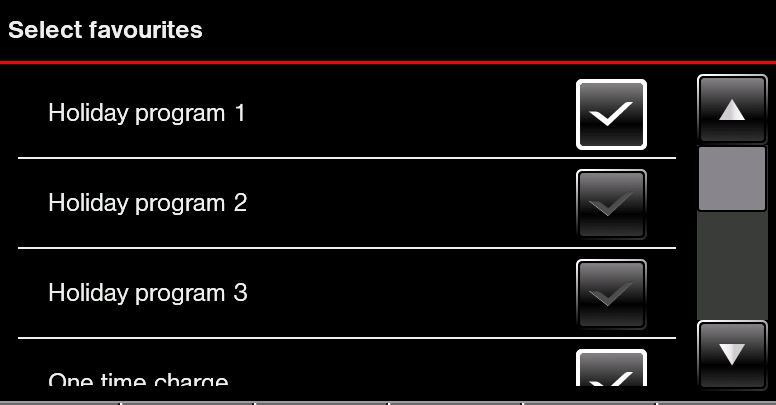 Select favourites
Holiday program 1
Holiday program 2
Holiday program 3
One time charge